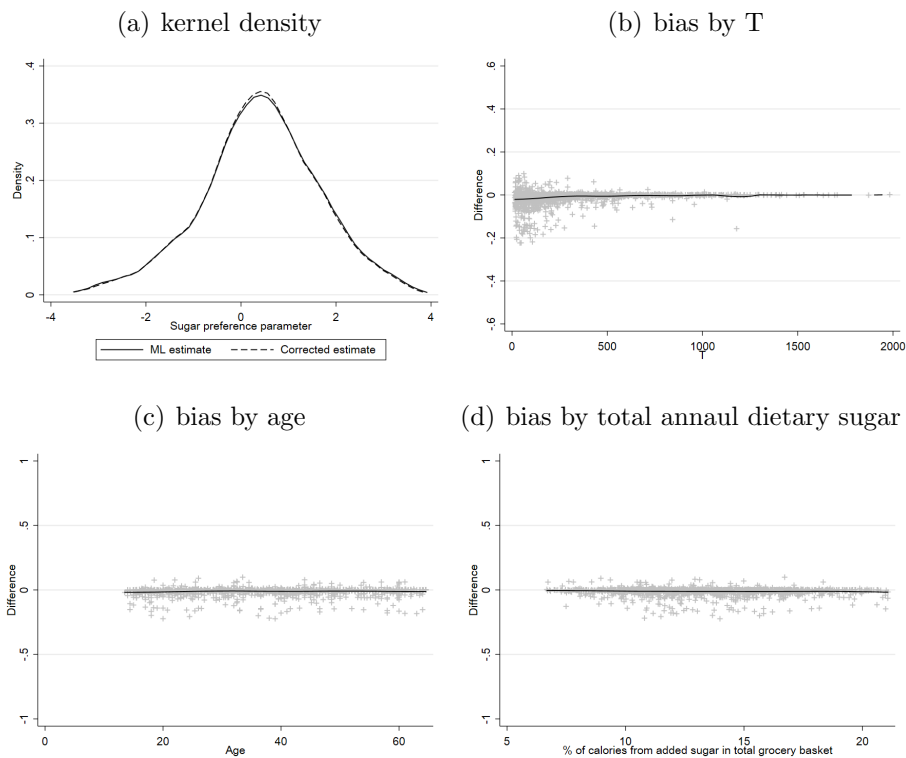 (a) kernel density
(b) bias by T
.4
.3
.2
.1
0
Density
-4
-2
0
2
4
Sugar preference parameter
ML estimate
Corrected estimate
.6
.4
.2
0
-.2
-.4
-.6
Difference
0
500
1000
1500
2000
T
(c) bias by age
(d) bias by total annaul dietary sugar
1
.5
0
-.5
-1
Difference
0
20
40
60
Age
1
.5
0
-.5
-1
Difference
5
10
15
20
% of calories from added sugar in total grocery basket